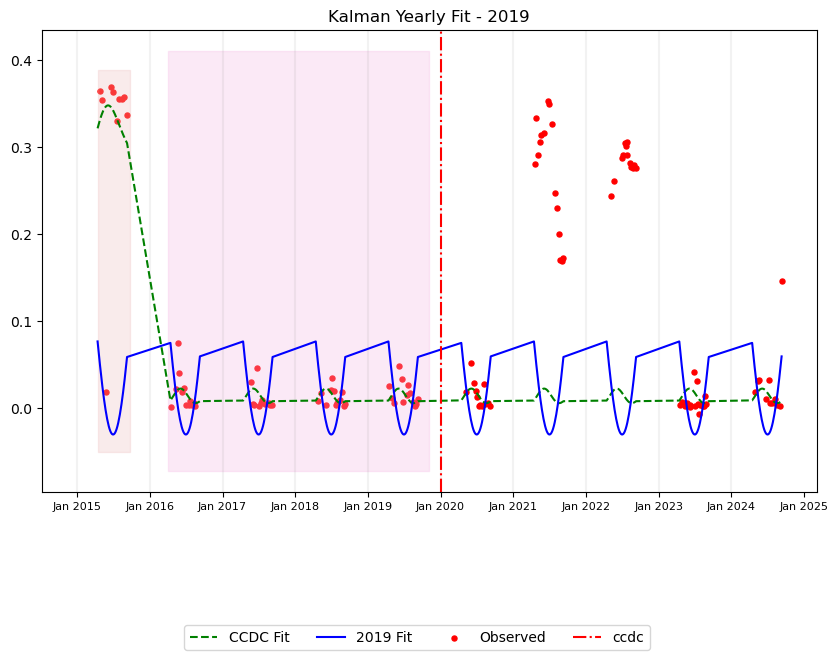 Kalman Yearly Fit - 2019
0.4
0.3
0.2
0.1
0.0
Jan 2015 Jan 2016 Jan 2017 Jan 2018 Jan 2019 Jan 2020 Jan 2021 Jan 2022 Jan 2023 Jan 2024 Jan 2025
CCDC Fit 2019 Fit Observed ccdc